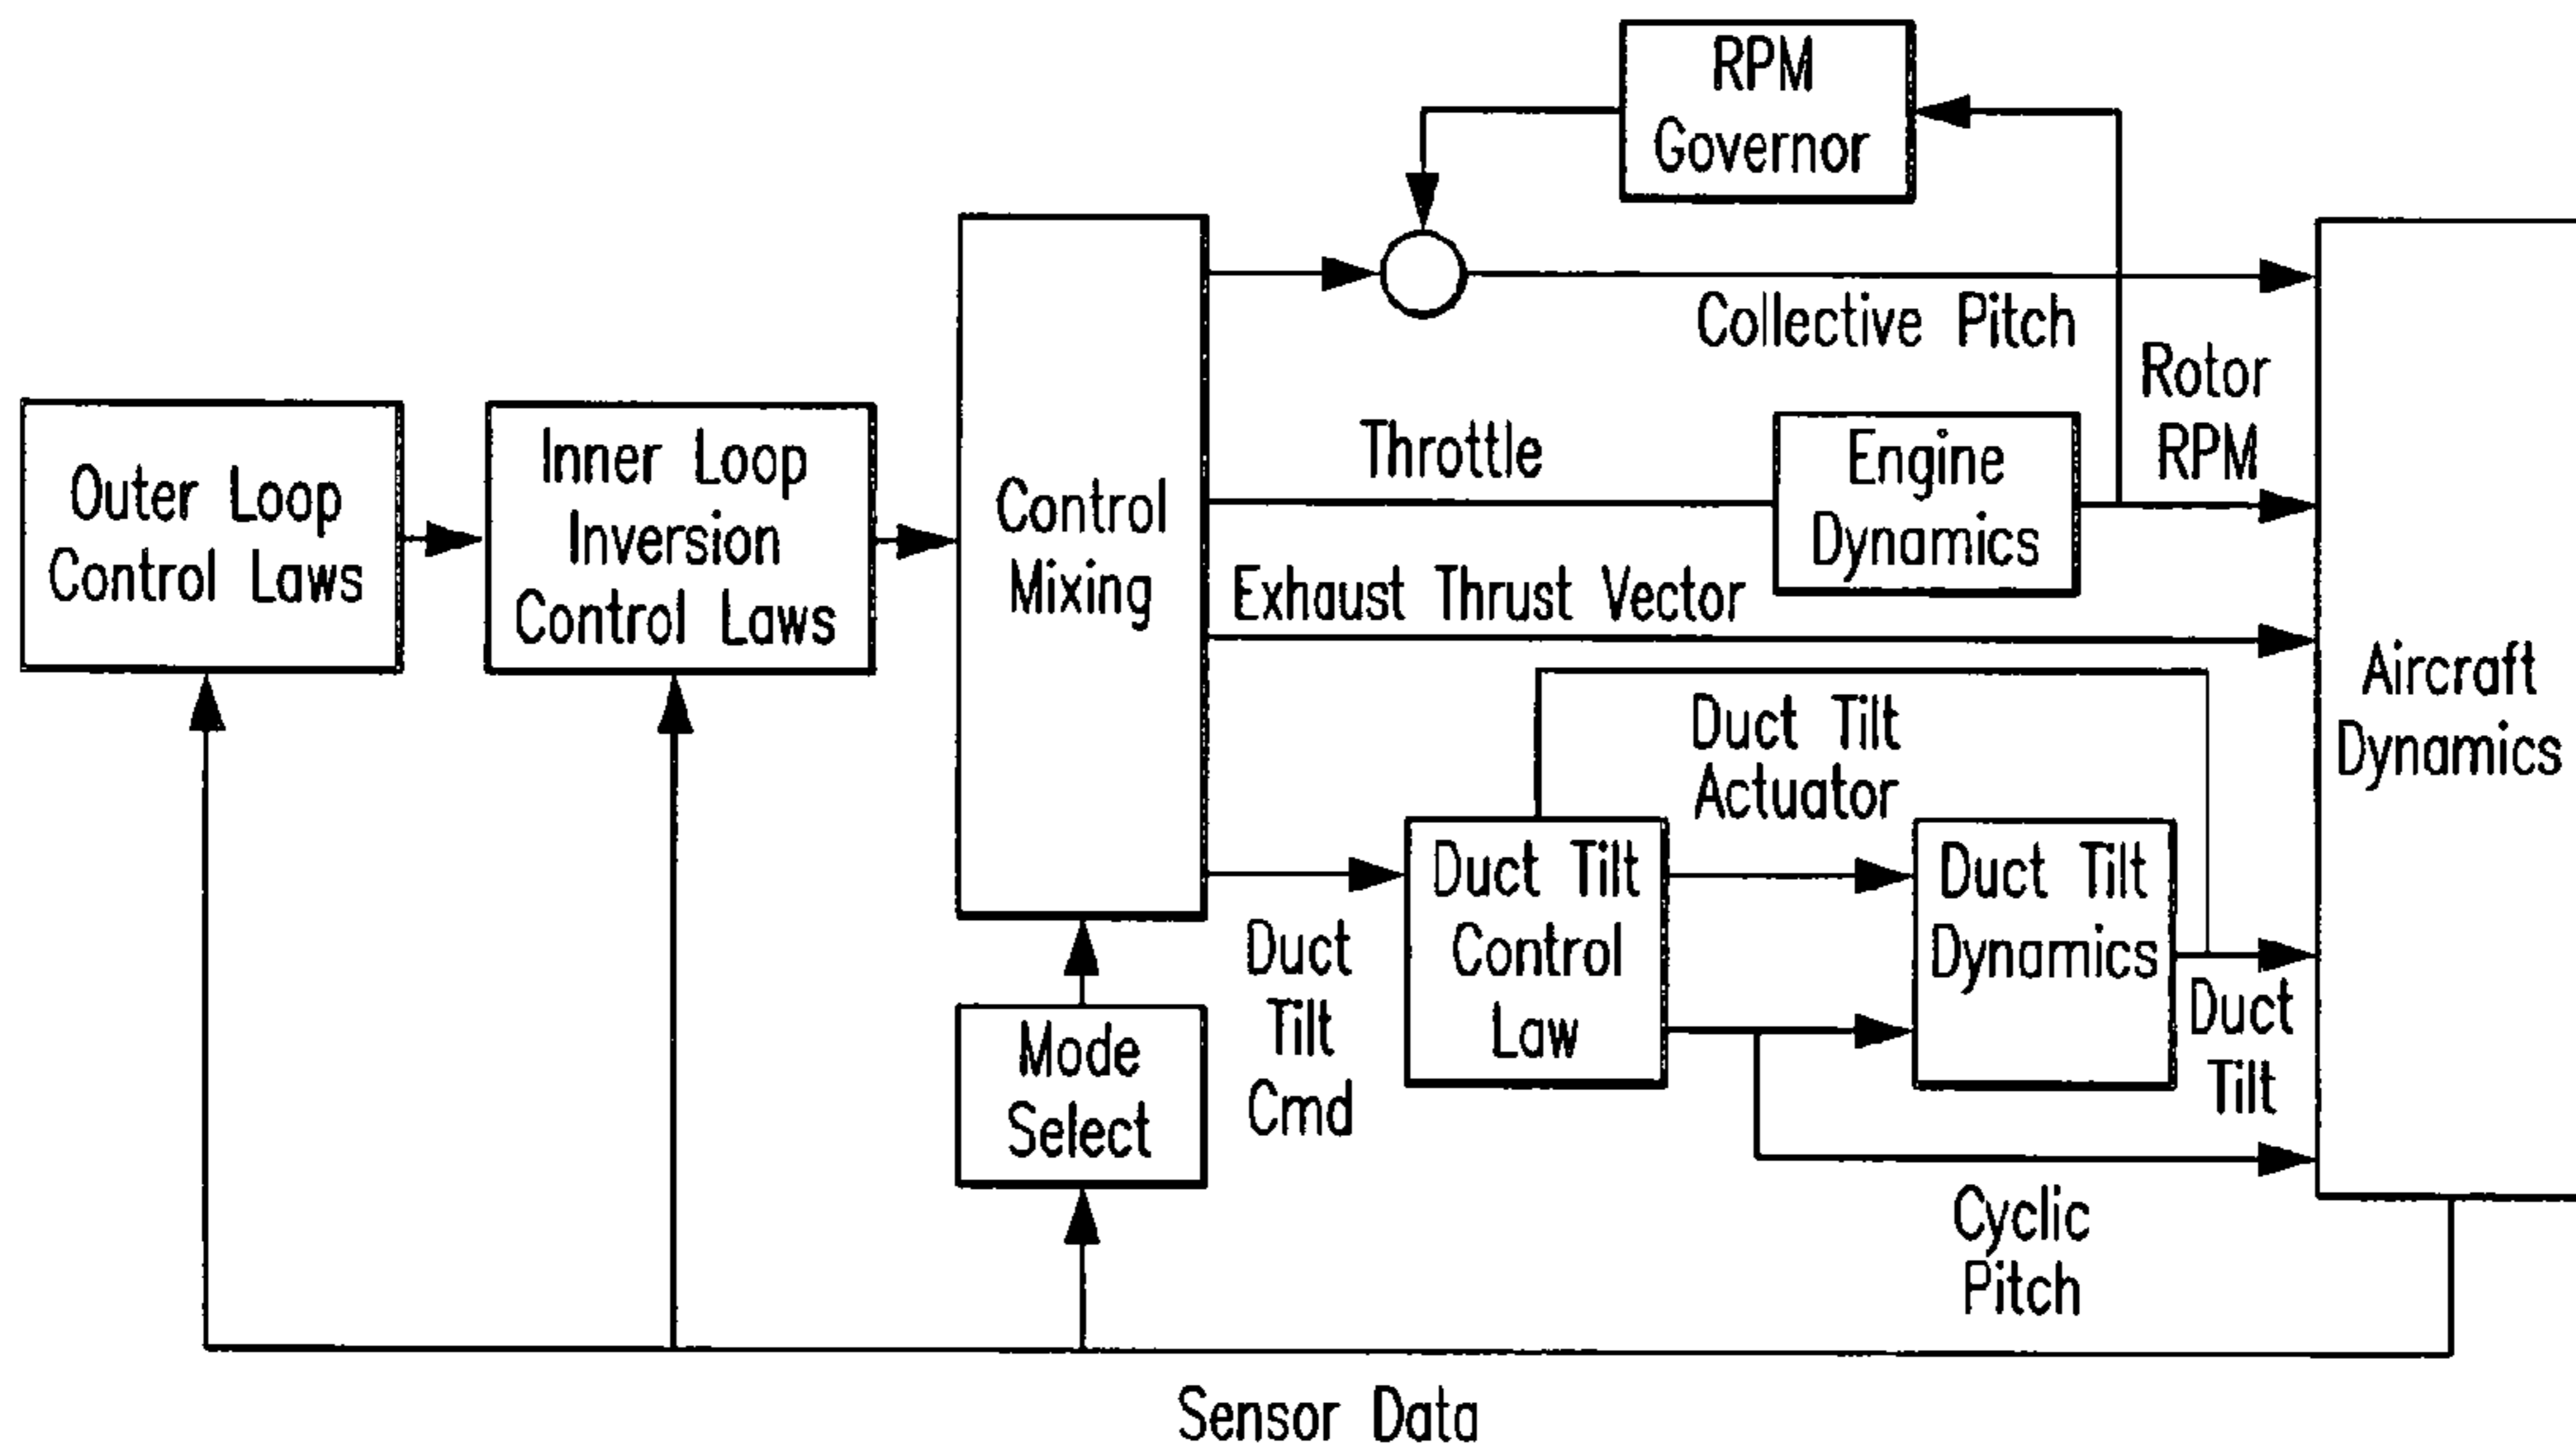 RPM
Governor
Collective Pitch
Rotor
RPM
Outer Loop
Control Laws
Inner Loop
Inversion
Control Laws
Control
Mixing
Throttle
Engine
Dynamics
Exhaust Thrust Vector
Aircraft
Dynamics
Duct Tilt
Actuator
Duct Tilt
Control
Law
Duct Tilt
Dynamics
Duct
Tilt
Cmd
Duct
Tilt
Mode
Select
Cyclic
Pitch
Sensor Data